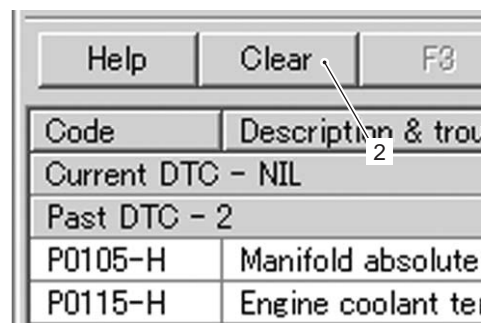 Help Clear F3
Code Description & trou
2
Current DTC - NIL
Past DTC - 2
P0105-H Manifold absolute
P0115-H Engine coolant ter